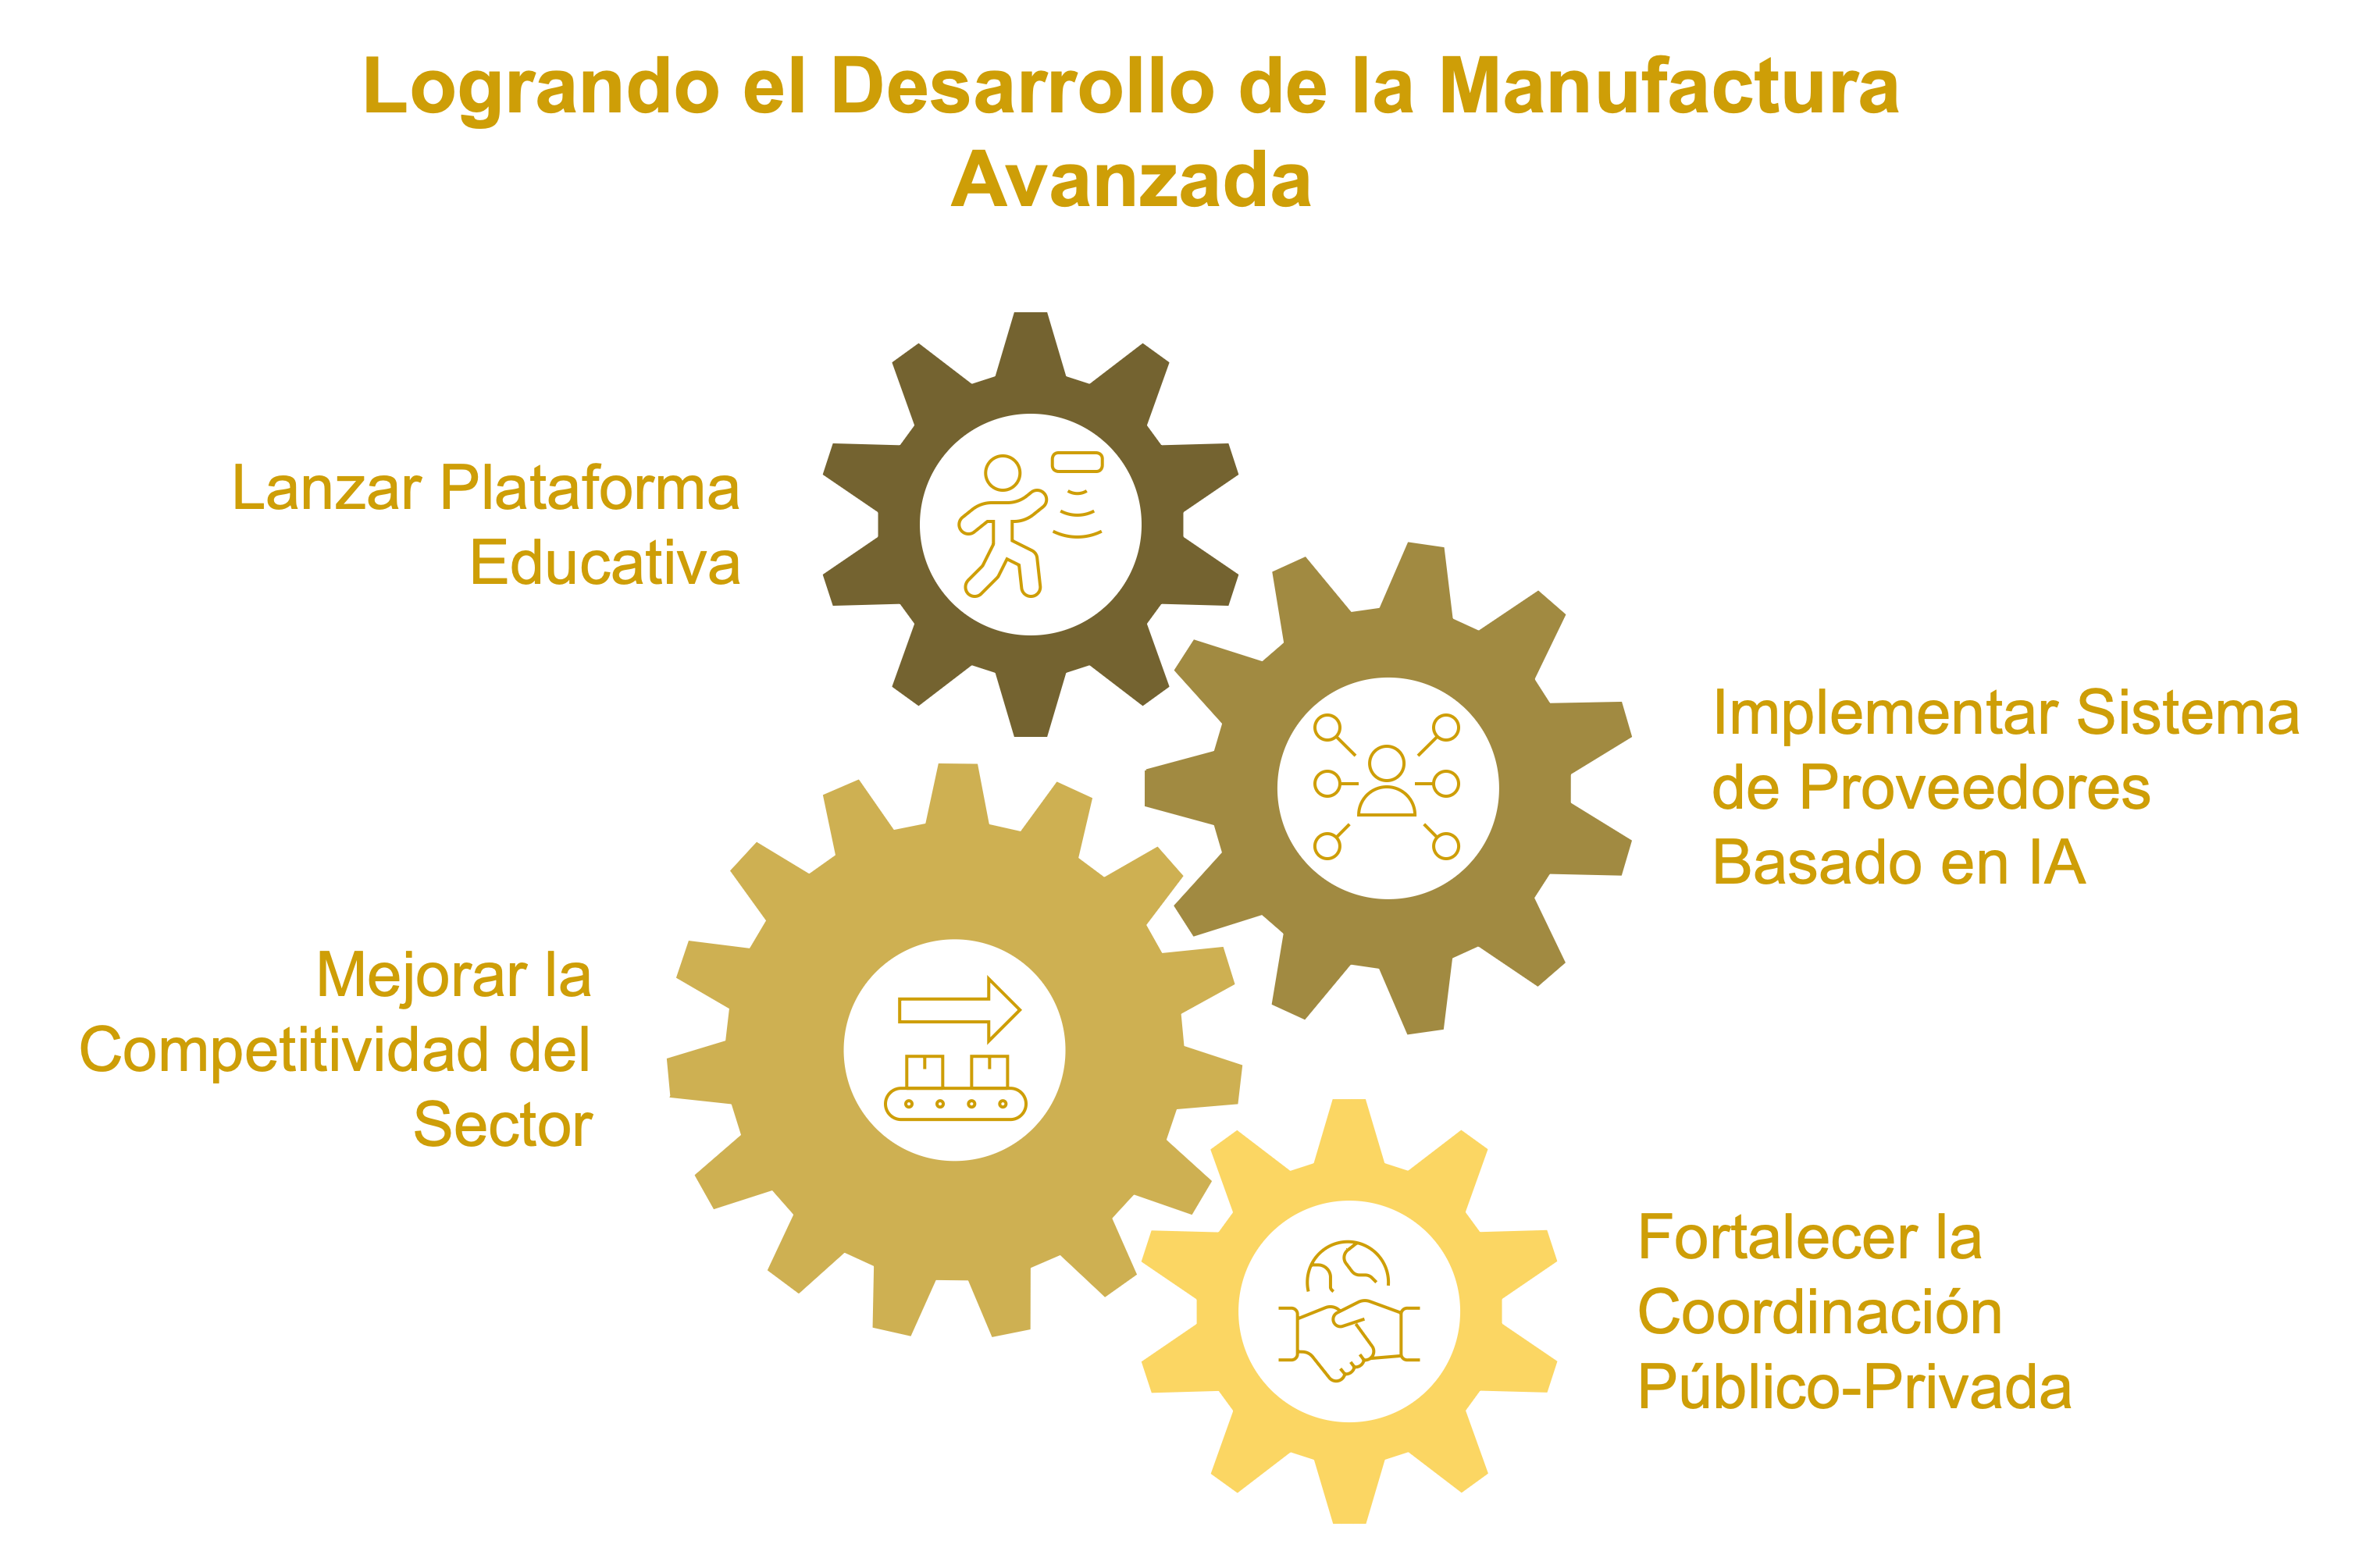 Logrando el Desarrollo de la Manufactura
Avanzada
Lanzar Plataforma
Educativa
Implementar Sistema
de Proveedores
Basado en IA
Mejorar la
Competitividad del
Sector
Fortalecer la
Coordinación
Público-Privada